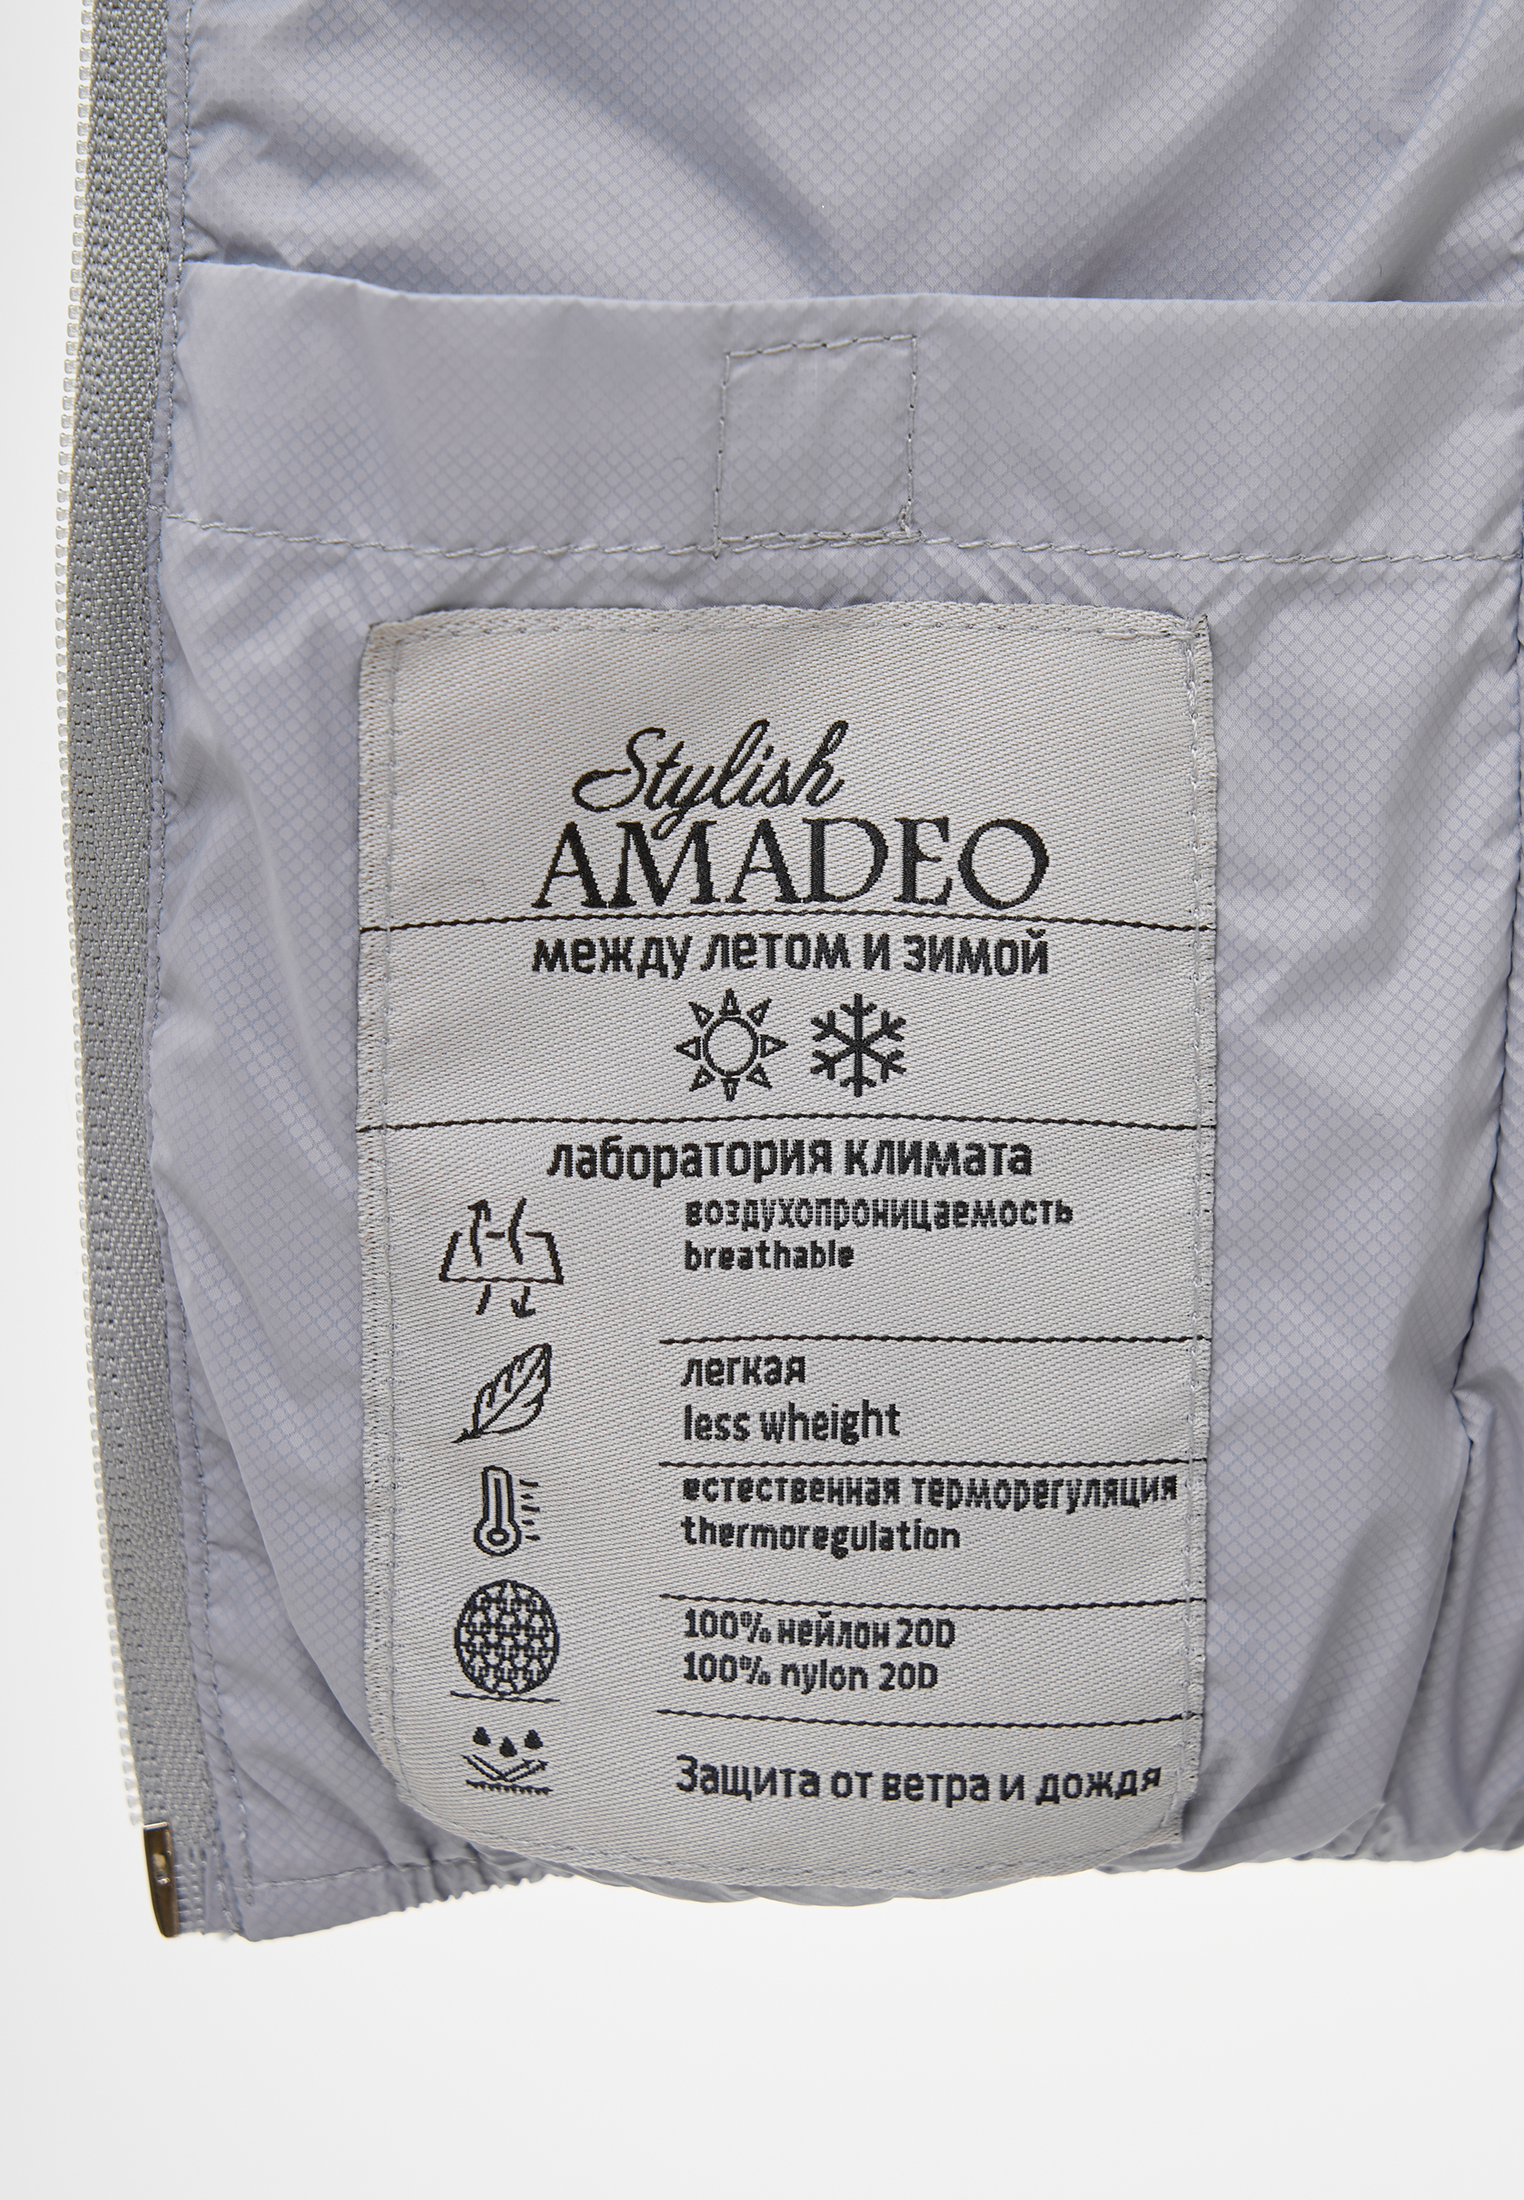 Stylish
AMADEO
между летом и зимой
лаборатория климата
воздухопроницаемость
breathable
легкая
less wheight
естественная терморегуляция
thermoregulation
100% нейлон 20D
100% nylon 20D
Защита от ветра и дождя